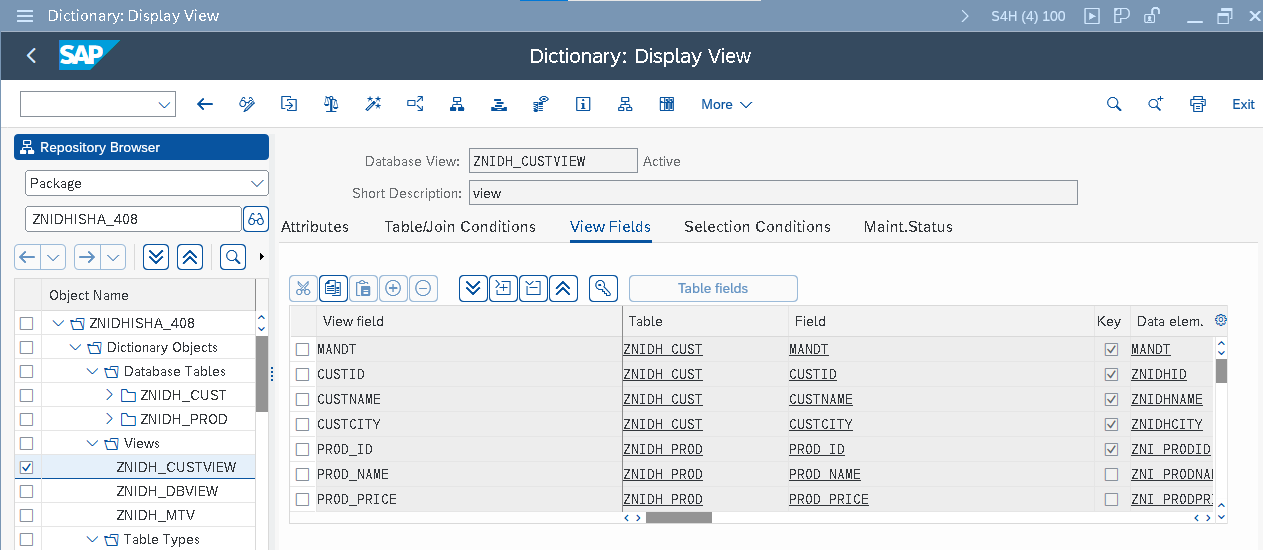 Dictionary: Display View
S4H (4) 100
SAP
Dictionary: Display View
More
Exit
Repository Browser
Package
ZNIDHISHA_408
Object Name
ZNIDHISHA_408
Dictionary Objects
Database Tables
ZNIDH_CUST
ZNIDH_PROD
Views
ZNIDH_CUSTVIEW
ZNIDH_DBVIEW
ZNIDH_MTV
Table Types
Database View: ZNIDH_CUSTVIEW Active
Short Description: view
Attributes Table/Join Conditions View Fields Selection Conditions Maint.Status
Table fields
View field Table Field Key Data elem.
MANDT ZNIDH_CUST MANDT MANDT
CUSTID ZNIDH_CUST CUSTID ZNIDHID
CUSTNAME ZNIDH_CUST CUSTNAME ZNIDHNAME
CUSTCITY ZNIDH_CUST CUSTCITY ZNIDHCITY
PROD_ID ZNIDH_PROD PROD_ID ZNI_PRODID
PROD_NAME ZNIDH_PROD PROD_NAME ZNI_PRODNA
PROD_PRICE ZNIDH_PROD PROD_PRICE ZNI_PRODPR